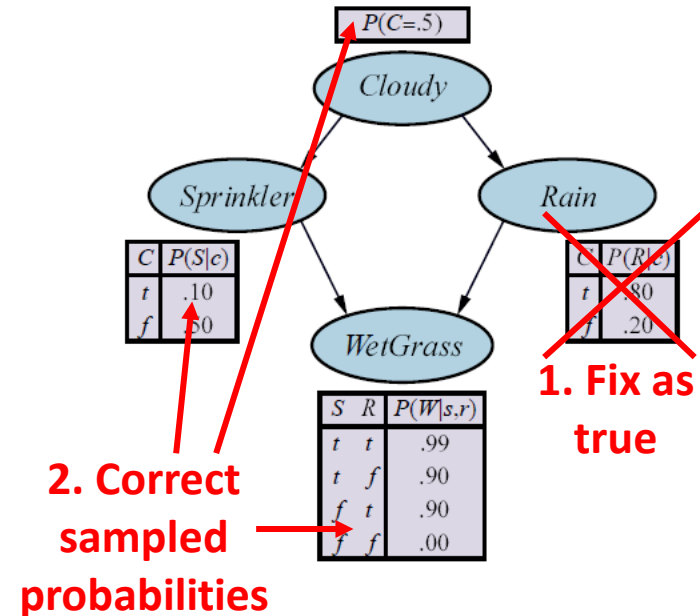 P(C=.5)
Cloudy
Sprinkler
Rain
C P(S|c)
t .10
f .50
C P(R|c)
t .80
f .20
WetGrass
S R P(W|s,r)
t t .99
t f .90
f t .90
f f .00
1. Fix as
true
2. Correct
sampled
probabilities